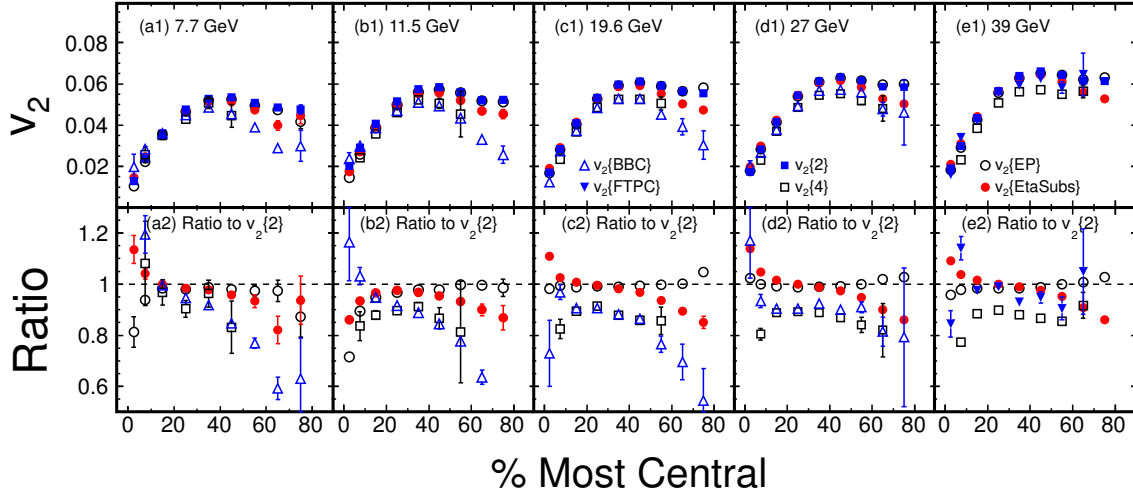 (a1) 7.7 GeV
(b1) 11.5 GeV
(c1) 19.6 GeV
(d1) 27 GeV
(e1) 39 GeV
0.08
0.06
0.04
0.02
v2
v2{BBC}
v2{FTPC}
v2{2}
v2{4}
v2{EP}
v2{EtaSubs}
(a2) Ratio to v2{2}
(b2) Ratio to v2{2}
(c2) Ratio to v2{2}
(d2) Ratio to v2{2}
(e2) Ratio to v2{2}
1.2
1
0.8
0.6
Ratio
0 20 40 60 80 0 20 40 60 80 0 20 40 60 80 0 20 40 60 80 0 20 40 60 80
% Most Central